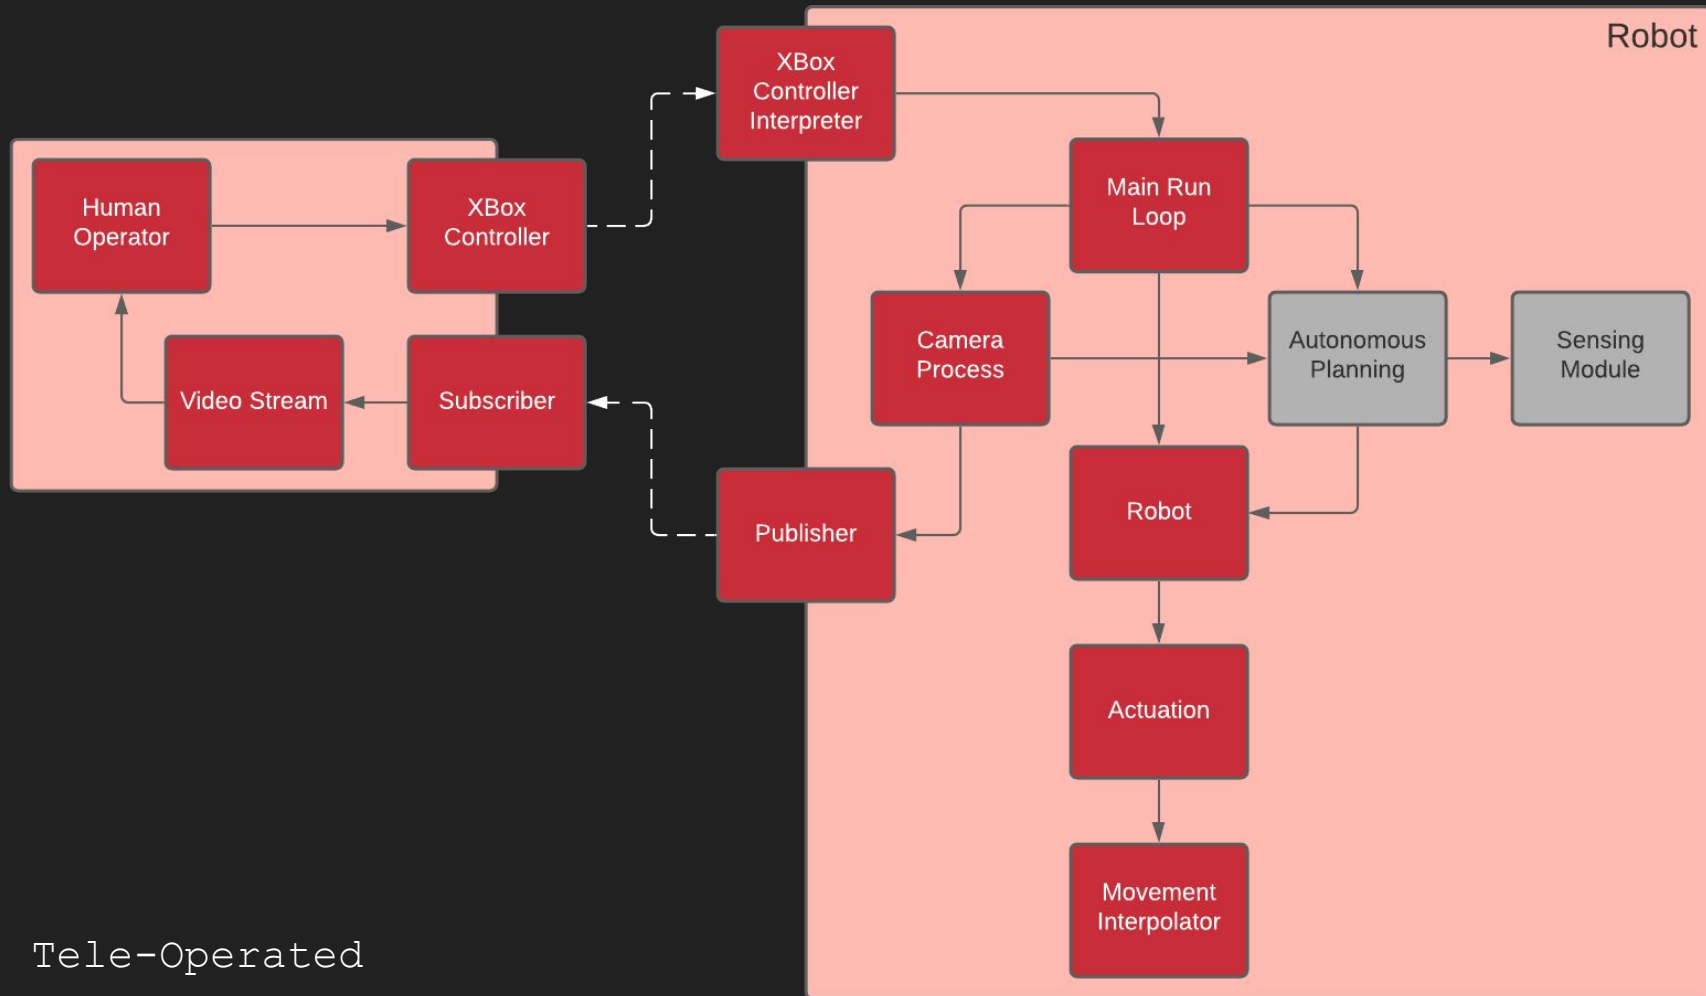 Robot
XBox
Controller
Interpreter
Human
Operator
XBox
Controller
Main Run
Loop
Camera
Process
Autonomous
Planning
Sensing
Module
Video Stream
Subscriber
Publisher
Robot
Actuation
Movement
Interpolator
Tele-Operated